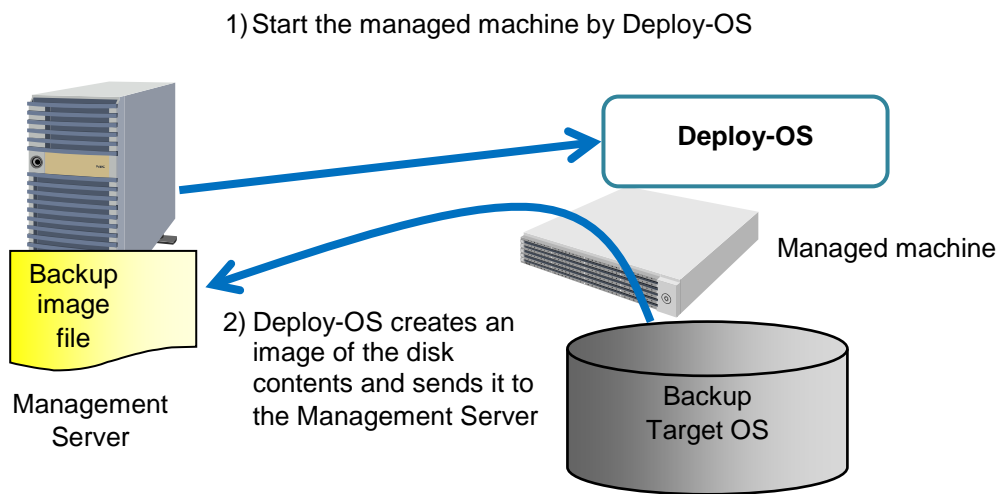 1) Start the managed machine by Deploy-OS
Deploy-OS
Managed machine
Backup
image
file
2) Deploy-OS creates an
image of the disk
contents and sends it to
the Management Server
Management
Server
Backup
Target OS